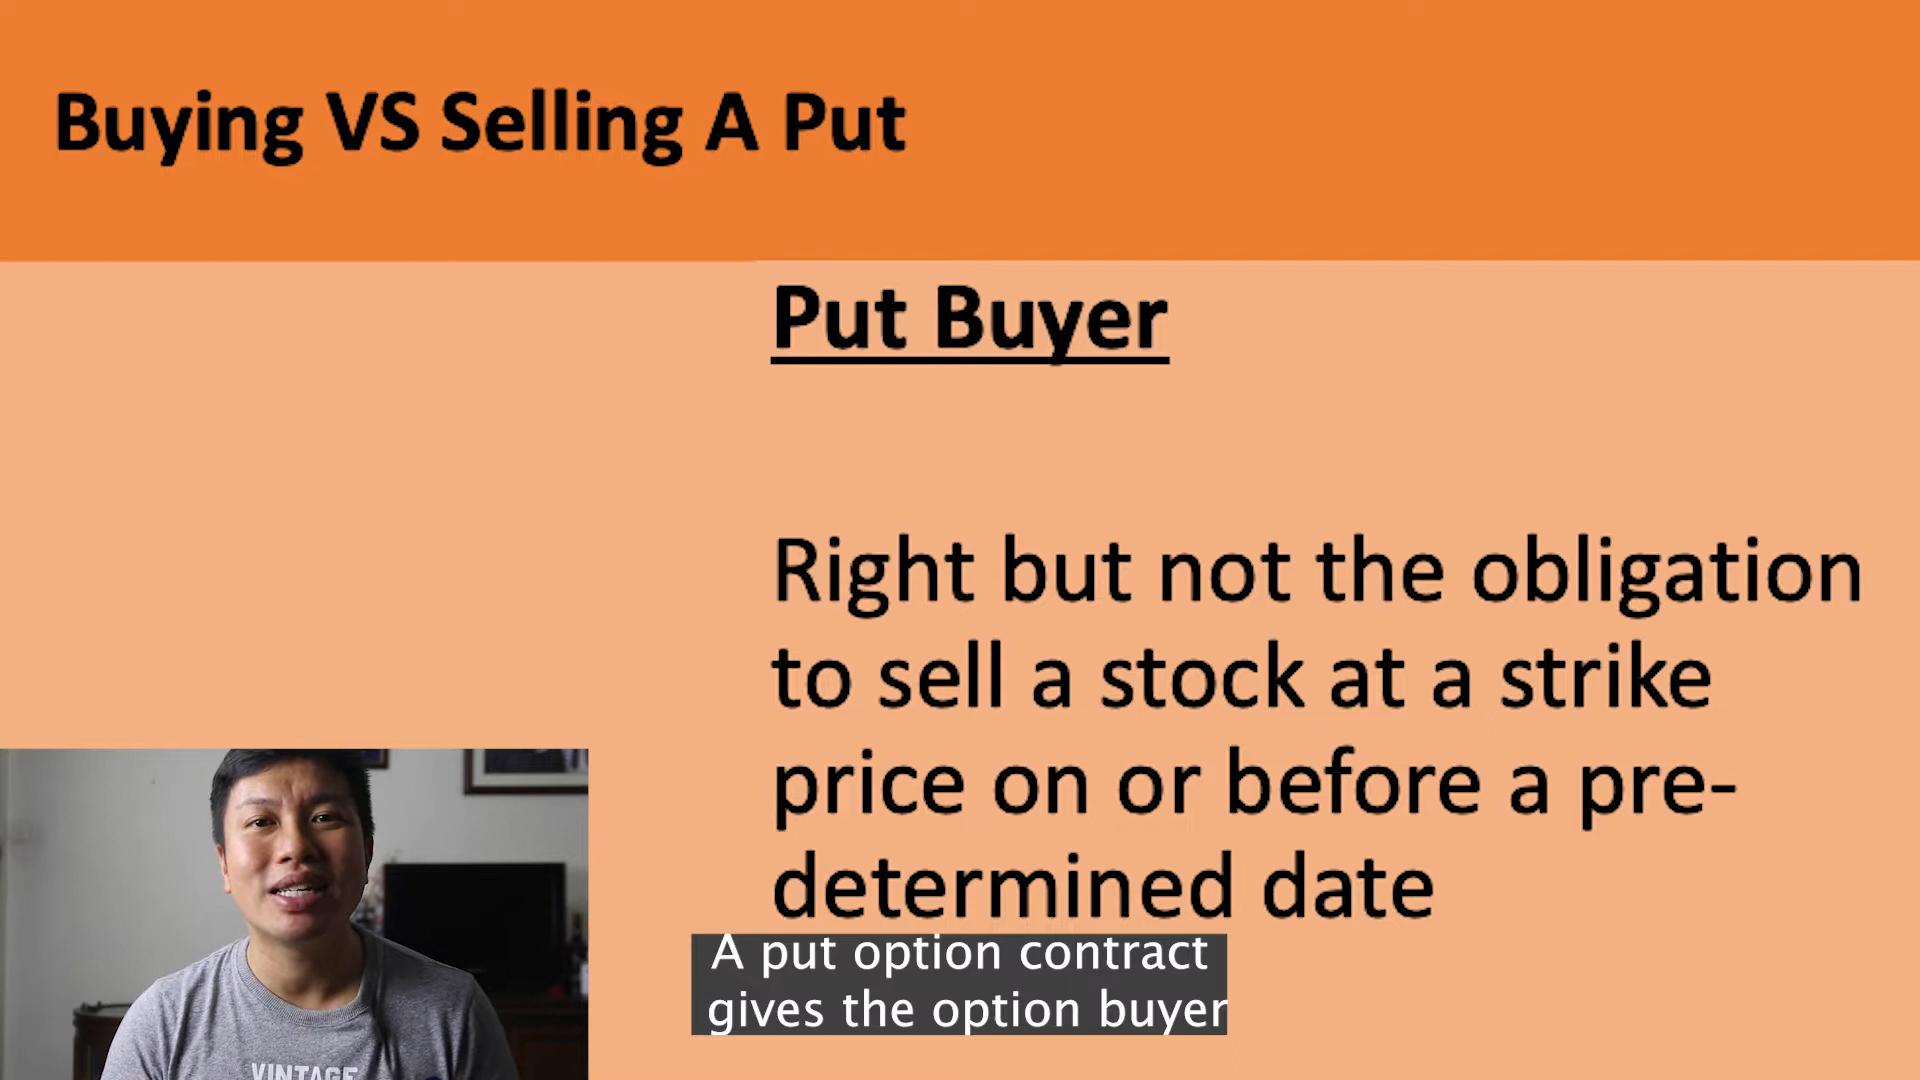 Buying VS Selling A Put
Put Buyer
Right but not the obligation
to sell a stock at a strike
price on or before a pre-
determined date
A put option contract
gives the option buyer
VINTAGE